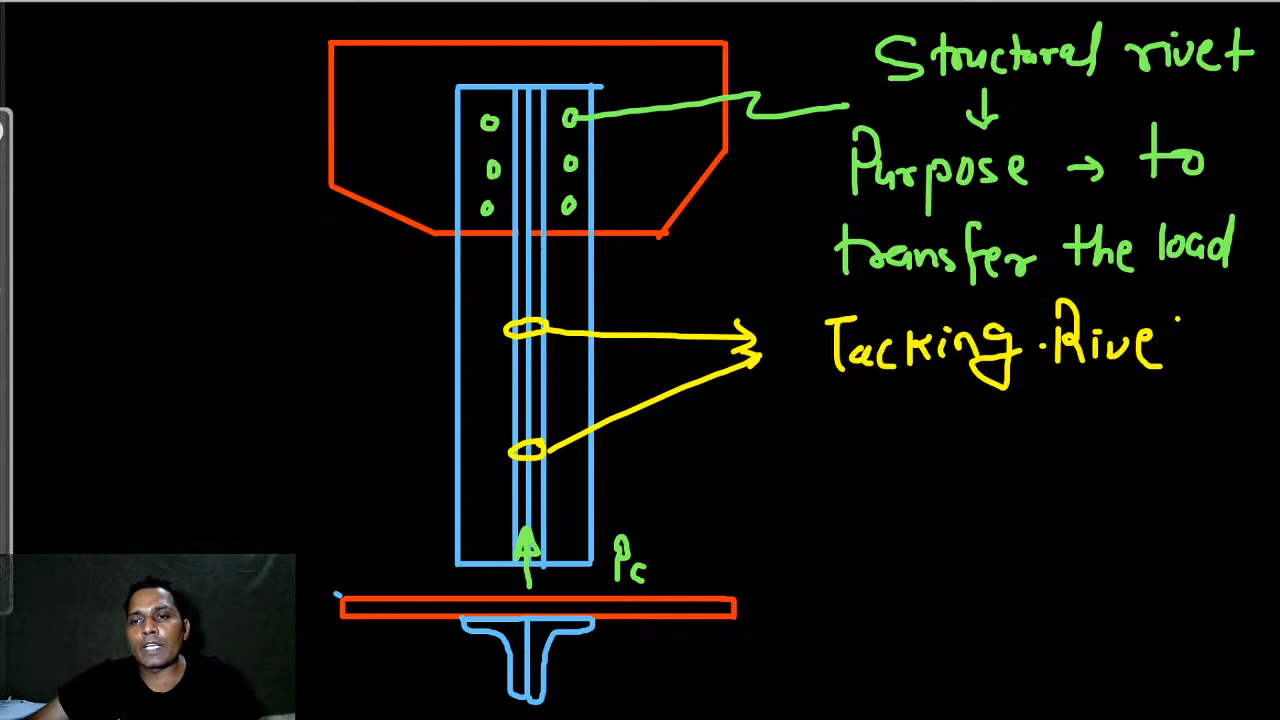 Structural rivet
↓
Purpose → to
transfer the load
Tacking Rive
Pc